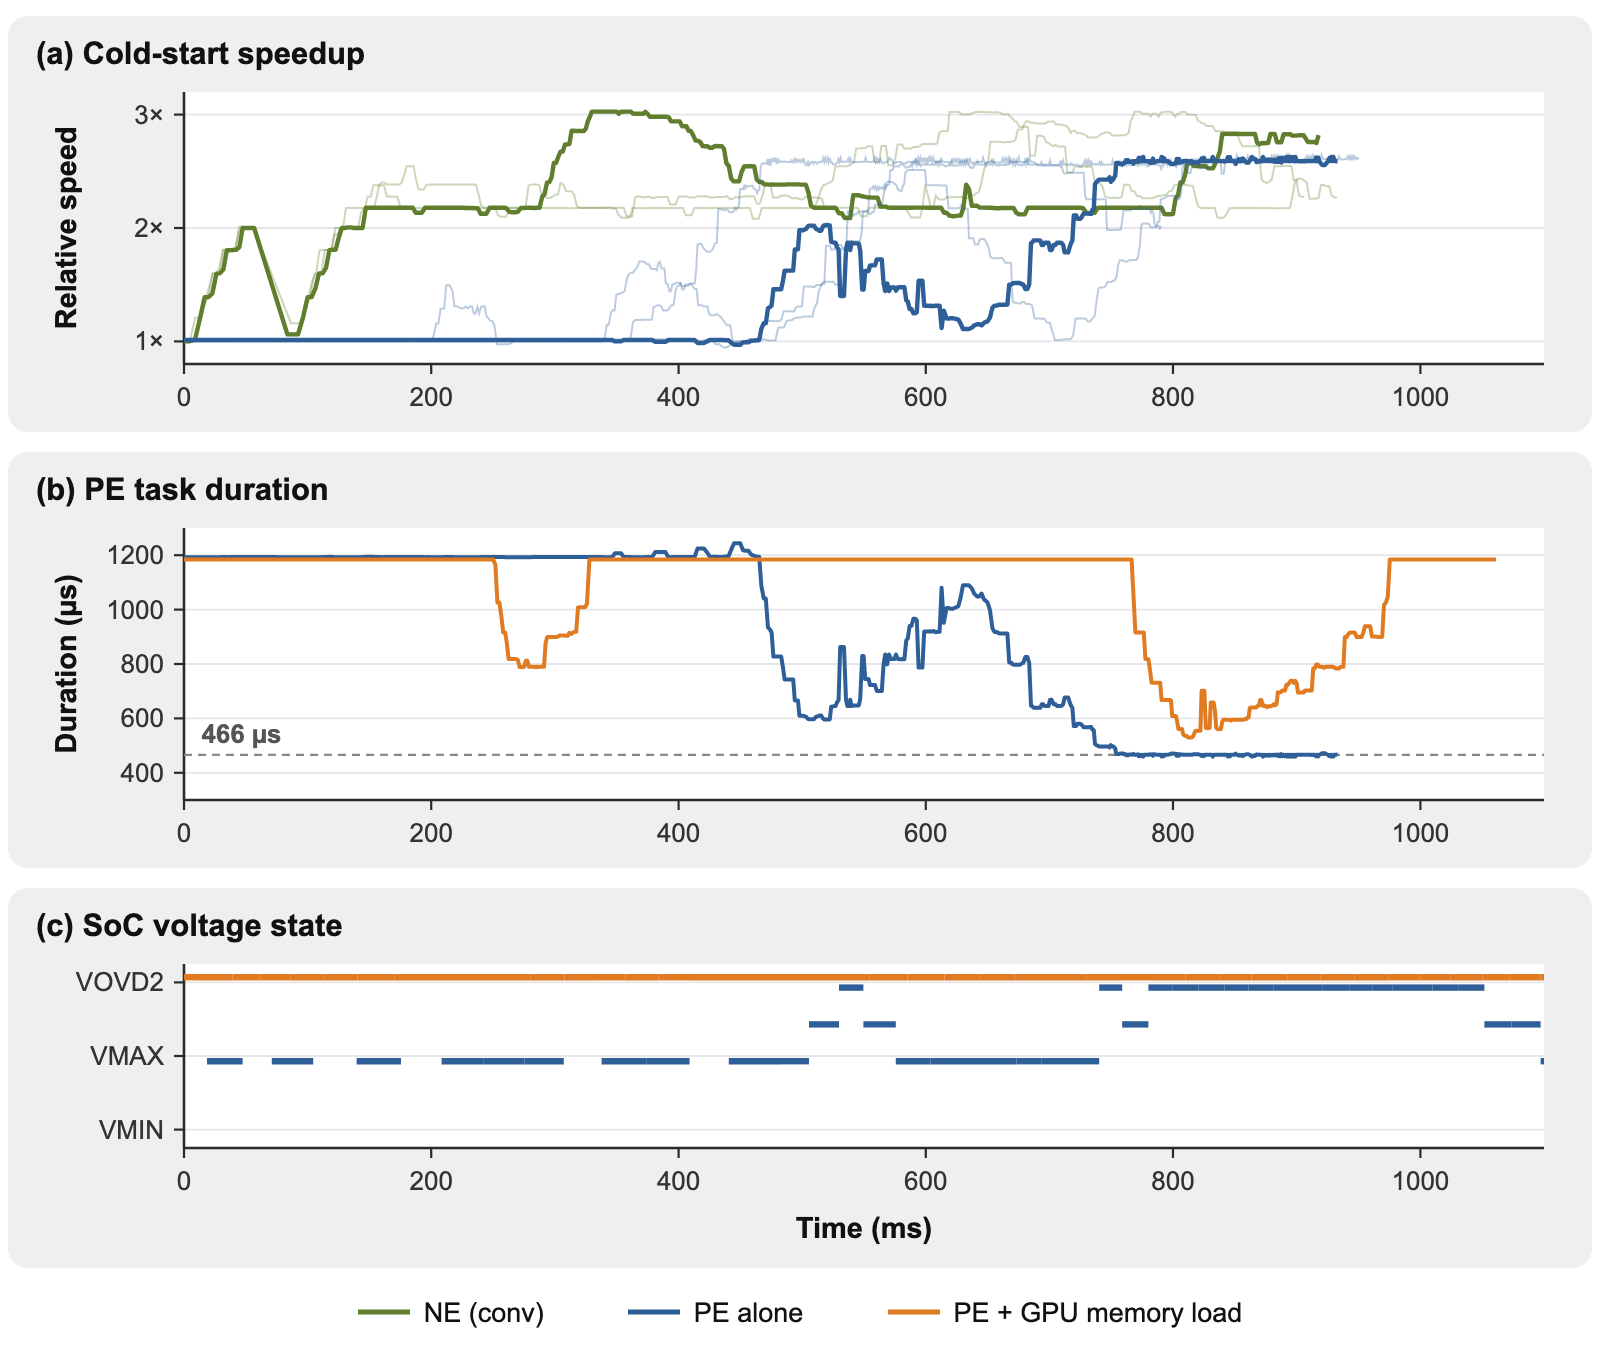 (a) Cold-start speedup
Relative speed
3×
2×
1×
0 200 400 600 800 1000
(b) PE task duration
Duration (µs)
1200
1000
800
600
400
466 µs
0 200 400 600 800 1000
(c) SoC voltage state
VOVD2
VMAX
VMIN
0 200 400 600 800 1000
Time (ms)
NE (conv) PE alone PE + GPU memory load